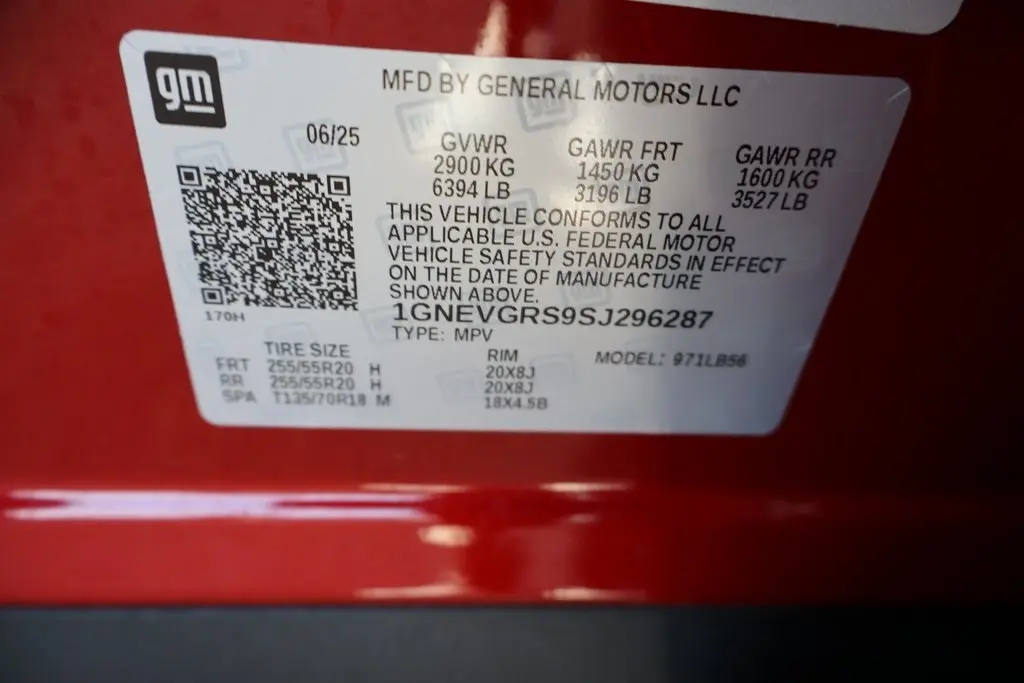 gm
MFD BY GENERAL MOTORS LLC
06/25
GVWR GAWR FRT GAWR RR
2900 KG 1450 KG 1600 KG
6394 LB 3196 LB 3527 LB
THIS VEHICLE CONFORMS TO ALL
APPLICABLE U.S. FEDERAL MOTOR
VEHICLE SAFETY STANDARDS IN EFFECT
ON THE DATE OF MANUFACTURE
SHOWN ABOVE.
170H
1GNEVGRS9SJ296287
TYPE: MPV
TIRE SIZE RIM MODEL: 971LB56
FRT 255/55R20 H 20X8J
RR 255/55R20 H 20X8J
SPA T135/70R18 M 18X4.5B